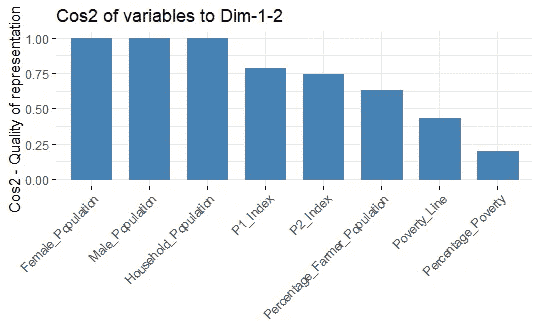 Cos2 of variables to Dim-1-2
Cos2 - Quality of representation
1.00
0.75
0.50
0.25
0.00
Female_Population
Male_Population
Household_Population
P1_Index
P2_Index
Percentage_Farmer_Population
Poverty_Line
Percentage_Poverty